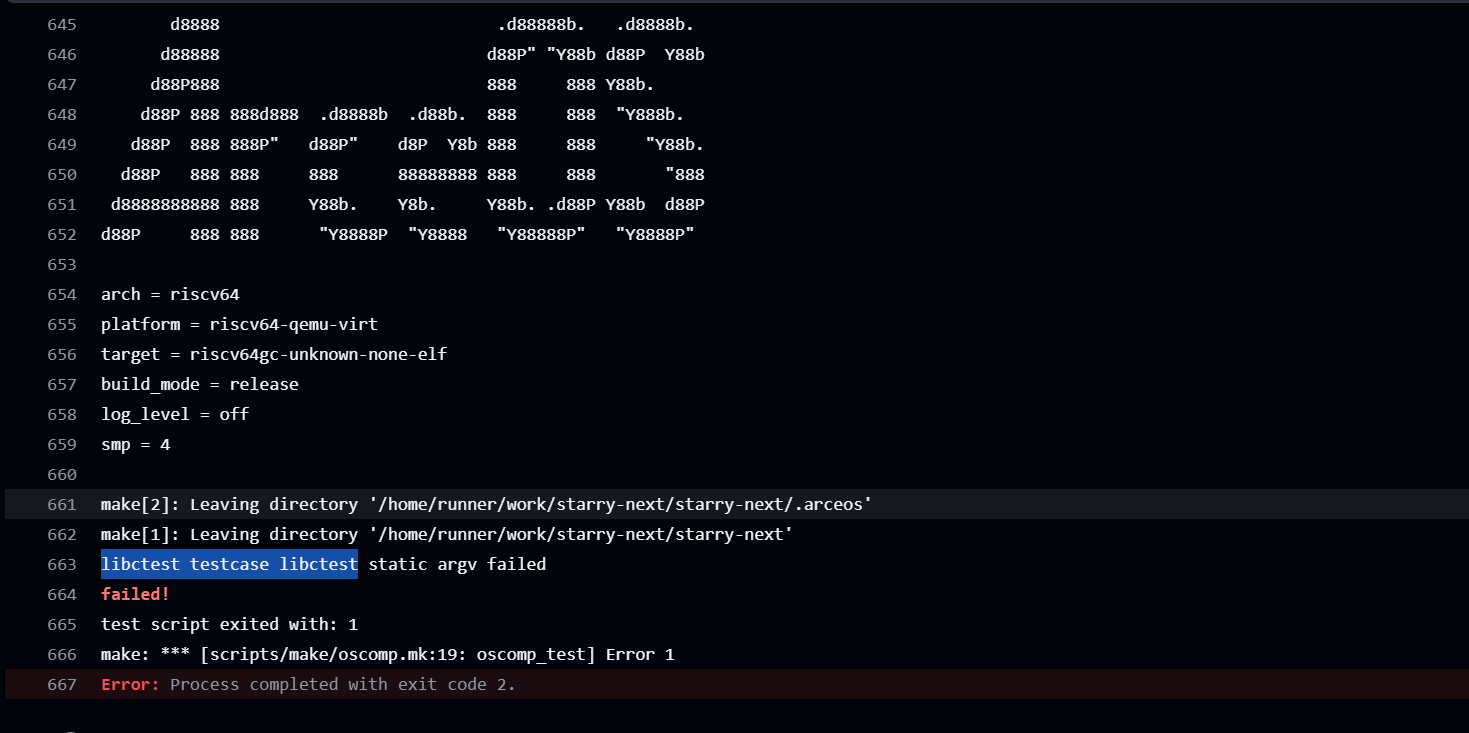 645 d8888 .d88888b. .d8888b.
646 d88888 d88P" "Y88b d88P Y88b
647 d88P888 888 888 Y88b.
648 d88P 888 888d888 .d8888b .d88b. 888 888 "Y888b.
649 d88P 888 888P" d88P" d8P Y8b 888 888 "Y88b.
650 d88P 888 888 888 88888888 888 888 "888
651 d8888888888 888 Y88b. Y8b. Y88b. .d88P Y88b d88P
652 d88P 888 888 "Y8888P "Y8888 "Y88888P" "Y8888P"
653
654 arch = riscv64
655 platform = riscv64-qemu-virt
656 target = riscv64gc-unknown-none-elf
657 build_mode = release
658 log_level = off
659 smp = 4
660
661 make[2]: Leaving directory '/home/runner/work/starry-next/starry-next/.arceos'
662 make[1]: Leaving directory '/home/runner/work/starry-next/starry-next'
663 libctest testcase libctest static argv failed
664 failed!
665 test script exited with: 1
666 make: *** [scripts/make/oscomp.mk:19: oscomp_test] Error 1
667 Error: Process completed with exit code 2.